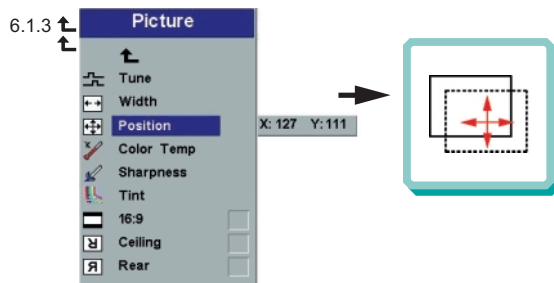 6.1.3
Picture
Tune
Width
Position X: 127 Y: 111
Color Temp
Sharpness
Tint
16:9
Ceiling
Rear